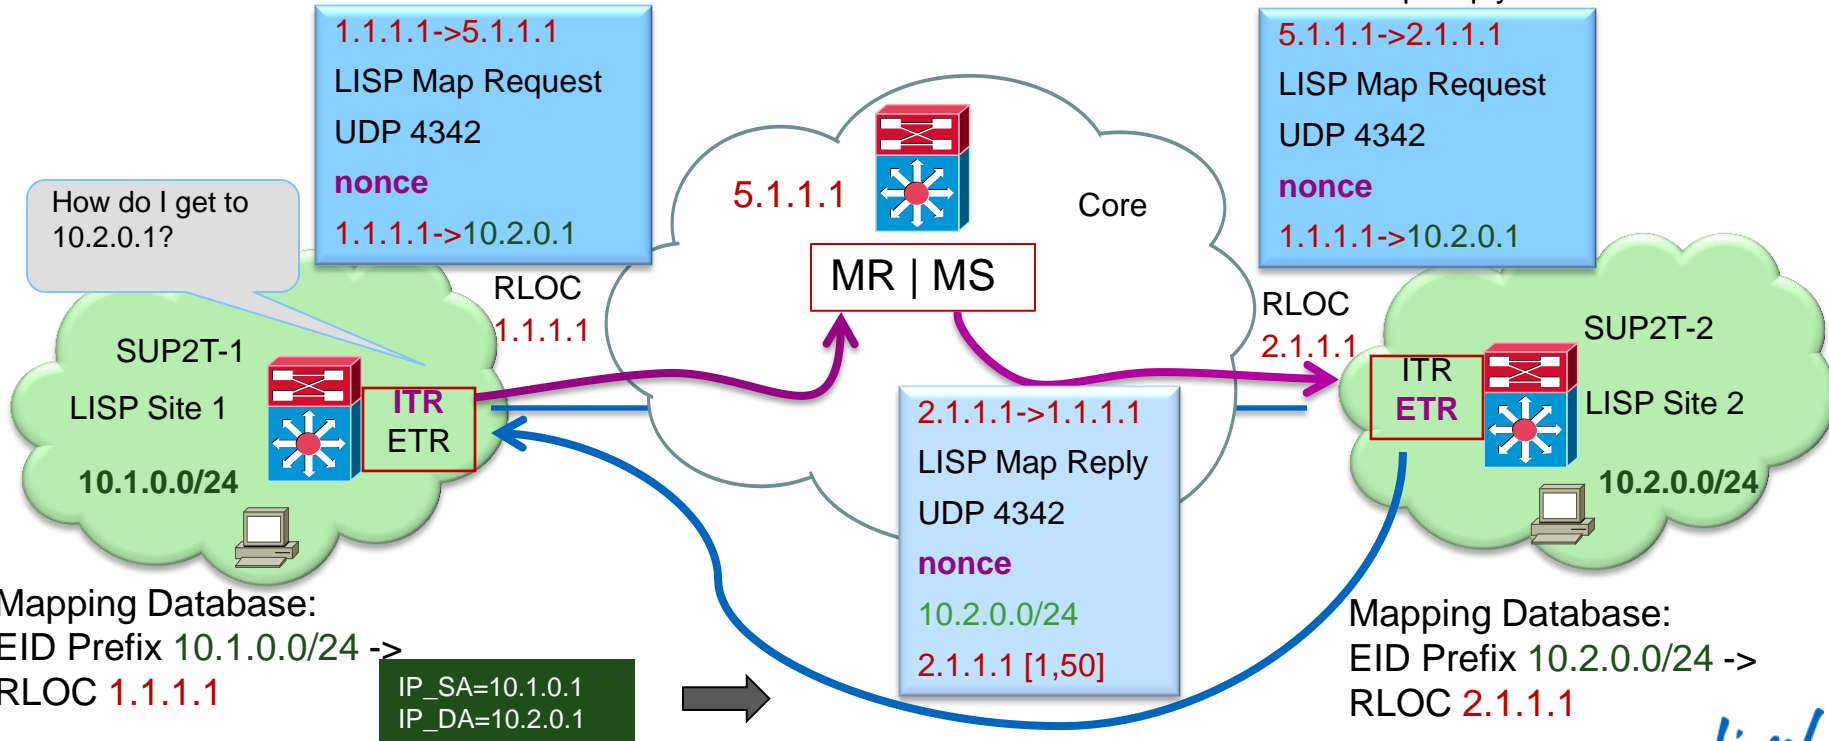 1.1.1.1->5.1.1.1
LISP Map Request
UDP 4342
nonce
1.1.1.1->10.2.0.1
5.1.1.1->2.1.1.1
LISP Map Request
UDP 4342
nonce
1.1.1.1->10.2.0.1
How do I get to
10.2.0.1?
5.1.1.1
Core
MR | MS
RLOC
1.1.1.1
RLOC
2.1.1.1
SUP2T-1
LISP Site 1
10.1.0.0/24
ITR
ETR
ITR
ETR
SUP2T-2
LISP Site 2
10.2.0.0/24
2.1.1.1->1.1.1.1
LISP Map Reply
UDP 4342
nonce
10.2.0.0/24
2.1.1.1 [1,50]
Mapping Database:
EID Prefix 10.1.0.0/24 ->
RLOC 1.1.1.1
IP_SA=10.1.0.1
IP_DA=10.2.0.1
Mapping Database:
EID Prefix 10.2.0.0/24 ->
RLOC 2.1.1.1